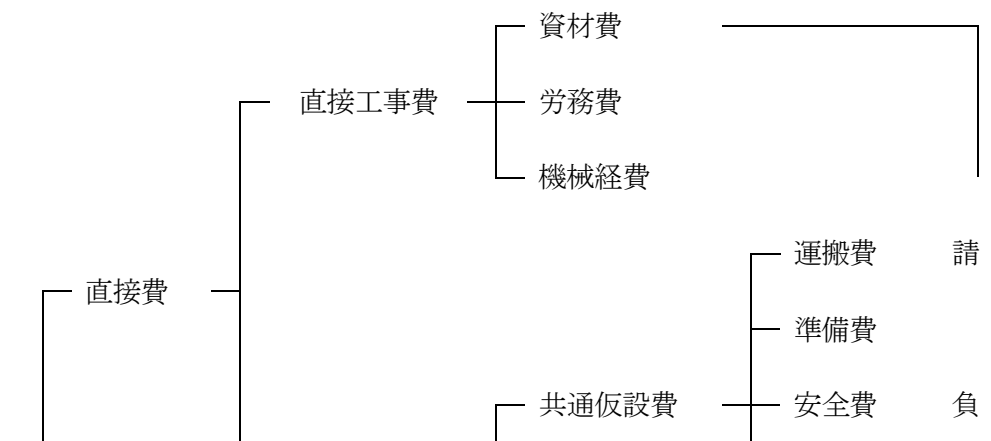 資材費
直接工事費
労務費
機械経費
運搬費
請
直接費
準備費
共通仮設費
安全費
負